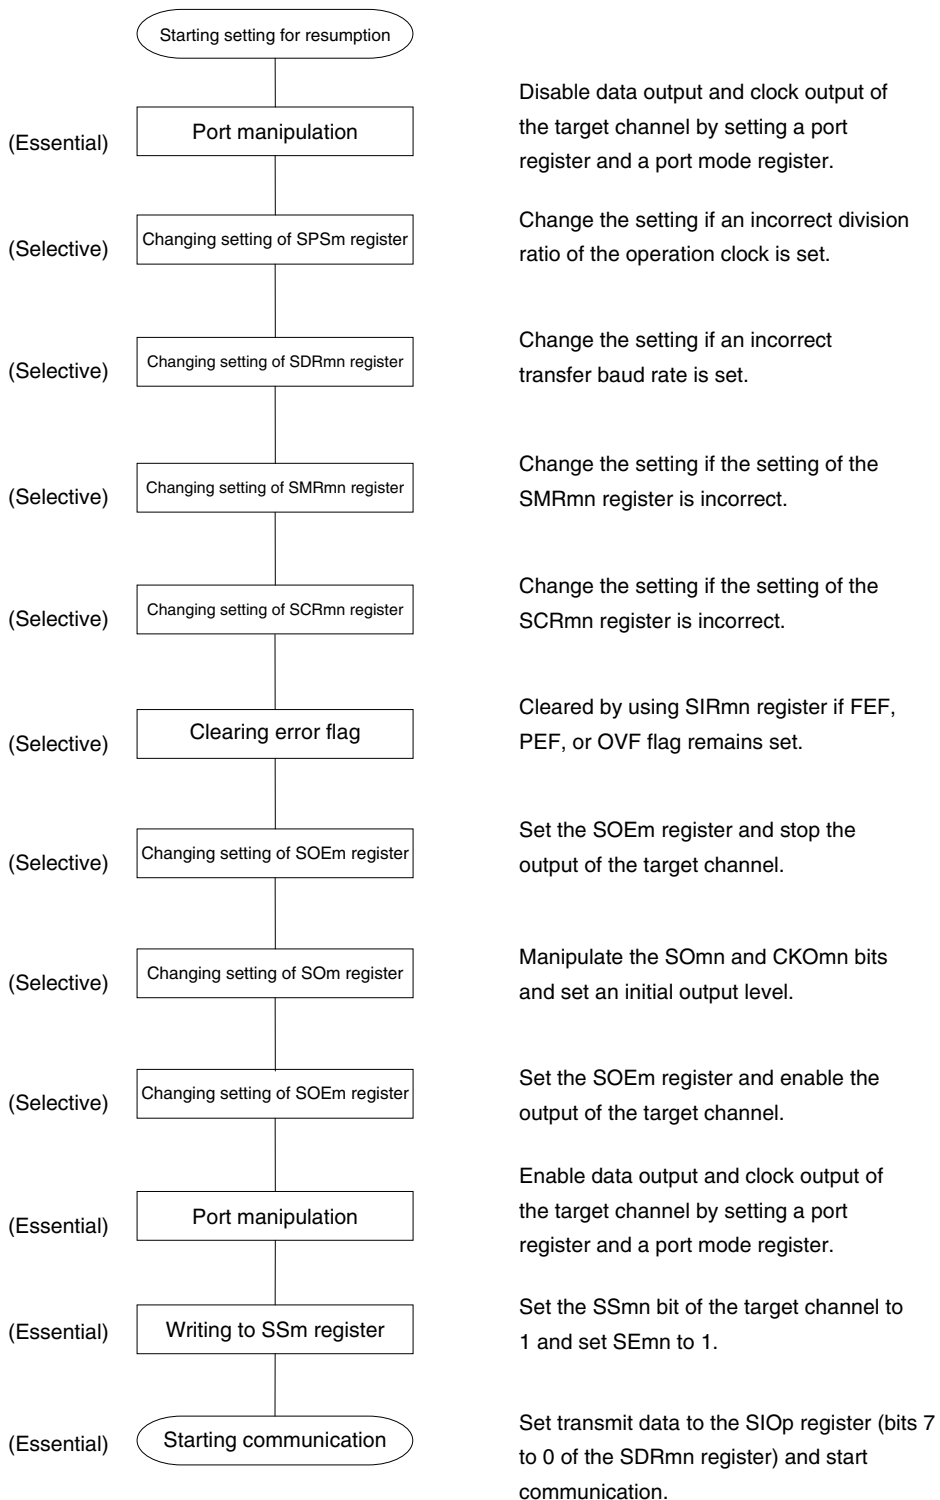 Starting setting for resumption
(Essential)
Port manipulation
Disable data output and clock output of
the target channel by setting a port
register and a port mode register.
(Selective)
Changing setting of SPSm register
Change the setting if an incorrect division
ratio of the operation clock is set.
(Selective)
Changing setting of SDRmn register
Change the setting if an incorrect
transfer baud rate is set.
(Selective)
Changing setting of SMRmn register
Change the setting if the setting of the
SMRmn register is incorrect.
(Selective)
Changing setting of SCRmn register
Change the setting if the setting of the
SCRmn register is incorrect.
(Selective)
Clearing error flag
Cleared by using SIRmn register if FEF,
PEF, or OVF flag remains set.
(Selective)
Changing setting of SOEm register
Set the SOEm register and stop the
output of the target channel.
(Selective)
Changing setting of SOm register
Manipulate the SOmn and CKOmn bits
and set an initial output level.
(Selective)
Changing setting of SOEm register
Set the SOEm register and enable the
output of the target channel.
(Essential)
Port manipulation
Enable data output and clock output of
the target channel by setting a port
register and a port mode register.
(Essential)
Writing to SSm register
Set the SSmn bit of the target channel to
1 and set SEmn to 1.
(Essential)
Starting communication
Set transmit data to the SIOp register (bits 7
to 0 of the SDRmn register) and start
communication.